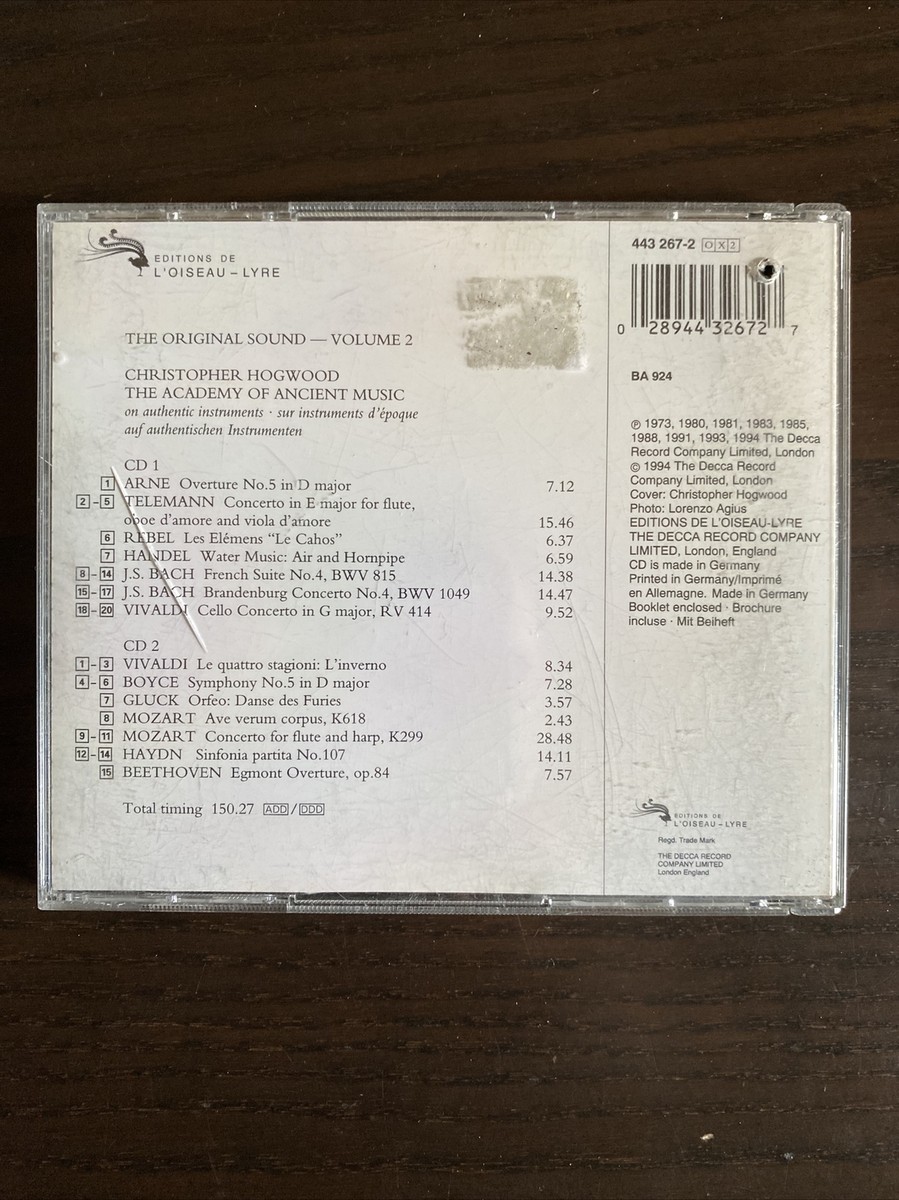 EDITIONS DE
L'OISEAU – LYRE
THE ORIGINAL SOUND — VOLUME 2
CHRISTOPHER HOGWOOD
THE ACADEMY OF ANCIENT MUSIC
on authentic instruments · sur instruments d'époque
auf authentischen Instrumenten
CD 1
1 ARNE Overture No.5 in D major 7.12
2–5 TELEMANN Concerto in E major for flute,
oboe d'amore and viola d'amore 15.46
6 REBEL Les Elémens "Le Cahos" 6.37
7 HANDEL Water Music: Air and Hornpipe 6.59
8–14 J.S. BACH French Suite No.4, BWV 815 14.38
15–17 J.S. BACH Brandenburg Concerto No.4, BWV 1049 14.47
18–20 VIVALDI Cello Concerto in G major, RV 414 9.52
CD 2
1–3 VIVALDI Le quattro stagioni: L'inverno 8.34
4–6 BOYCE Symphony No.5 in D major 7.28
7 GLUCK Orfeo: Danse des Furies 3.57
8 MOZART Ave verum corpus, K618 2.43
9–11 MOZART Concerto for flute and harp, K299 28.48
12–14 HAYDN Sinfonia partita No.107 14.11
15 BEETHOVEN Egmont Overture, op.84 7.57
Total timing 150.27 ADD / DDD
443 267-2 OX2
0 28944 32672 7
BA 924
℗ 1973, 1980, 1981, 1983, 1985,
1988, 1991, 1993, 1994 The Decca
Record Company Limited, London
© 1994 The Decca Record
Company Limited, London
Cover: Christopher Hogwood
Photo: Lorenzo Agius
EDITIONS DE L'OISEAU-LYRE
THE DECCA RECORD COMPANY
LIMITED, London, England
CD is made in Germany
Printed in Germany/Imprimé
en Allemagne. Made in Germany
Booklet enclosed · Brochure
incluse · Mit Beiheft
EDITIONS DE
L'OISEAU – LYRE
Regd. Trade Mark
THE DECCA RECORD
COMPANY LIMITED
London England